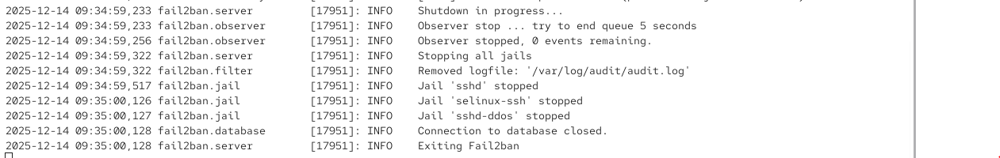 2025-12-14 09:34:59,233 fail2ban.server         [17951]: INFO    Shutdown in progress...
2025-12-14 09:34:59,233 fail2ban.observer       [17951]: INFO    Observer stop ... try to end queue 5 seconds
2025-12-14 09:34:59,256 fail2ban.observer       [17951]: INFO    Observer stopped, 0 events remaining.
2025-12-14 09:34:59,322 fail2ban.server         [17951]: INFO    Stopping all jails
2025-12-14 09:34:59,322 fail2ban.filter         [17951]: INFO    Removed logfile: '/var/log/audit/audit.log'
2025-12-14 09:34:59,517 fail2ban.jail           [17951]: INFO    Jail 'sshd' stopped
2025-12-14 09:35:00,126 fail2ban.jail           [17951]: INFO    Jail 'selinux-ssh' stopped
2025-12-14 09:35:00,127 fail2ban.jail           [17951]: INFO    Jail 'sshd-ddos' stopped
2025-12-14 09:35:00,128 fail2ban.database       [17951]: INFO    Connection to database closed.
2025-12-14 09:35:00,128 fail2ban.server         [17951]: INFO    Exiting Fail2ban